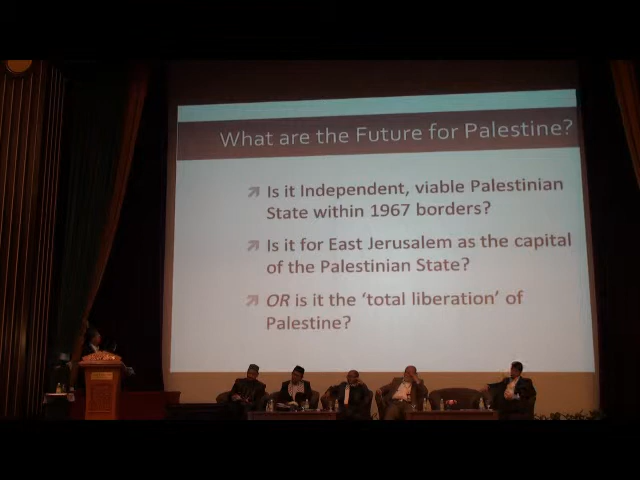 What are the Future for Palestine?
Is it Independent, viable Palestinian
State within 1967 borders?
Is it for East Jerusalem as the capital
of the Palestinian State?
OR is it the ‘total liberation’ of
Palestine?